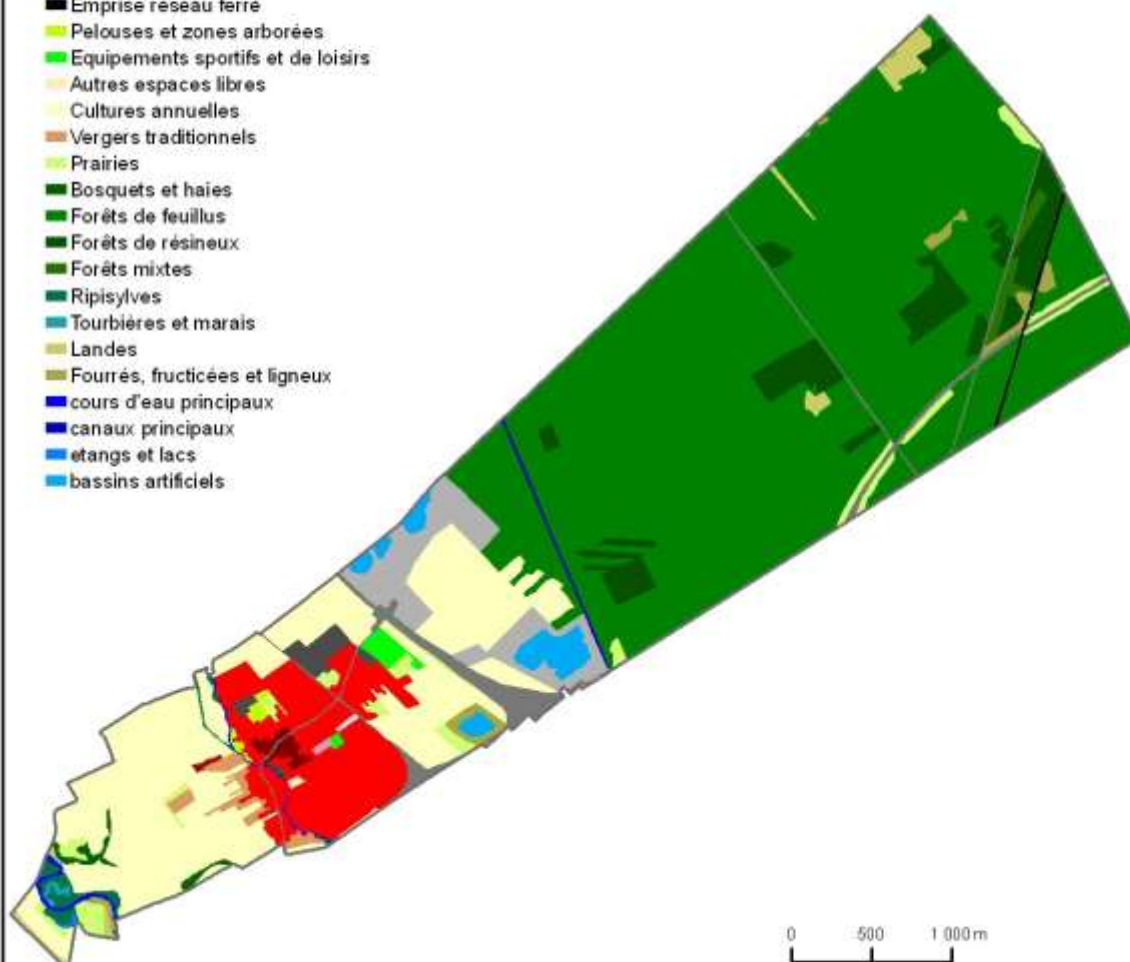 Emprise réseau ferré
Pelouses et zones arborées
Equipements sportifs et de loisirs
Autres espaces libres
Cultures annuelles
Vergers traditionnels
Prairies
Bosquets et haies
Forêts de feuillus
Forêts de résineux
Forêts mixtes
Ripisylves
Tourbières et marais
Landes
Fourrés, fructicées et ligneux
cours d'eau principaux
canaux principaux
etangs et lacs
bassins artificiels
0 500 1 000 m